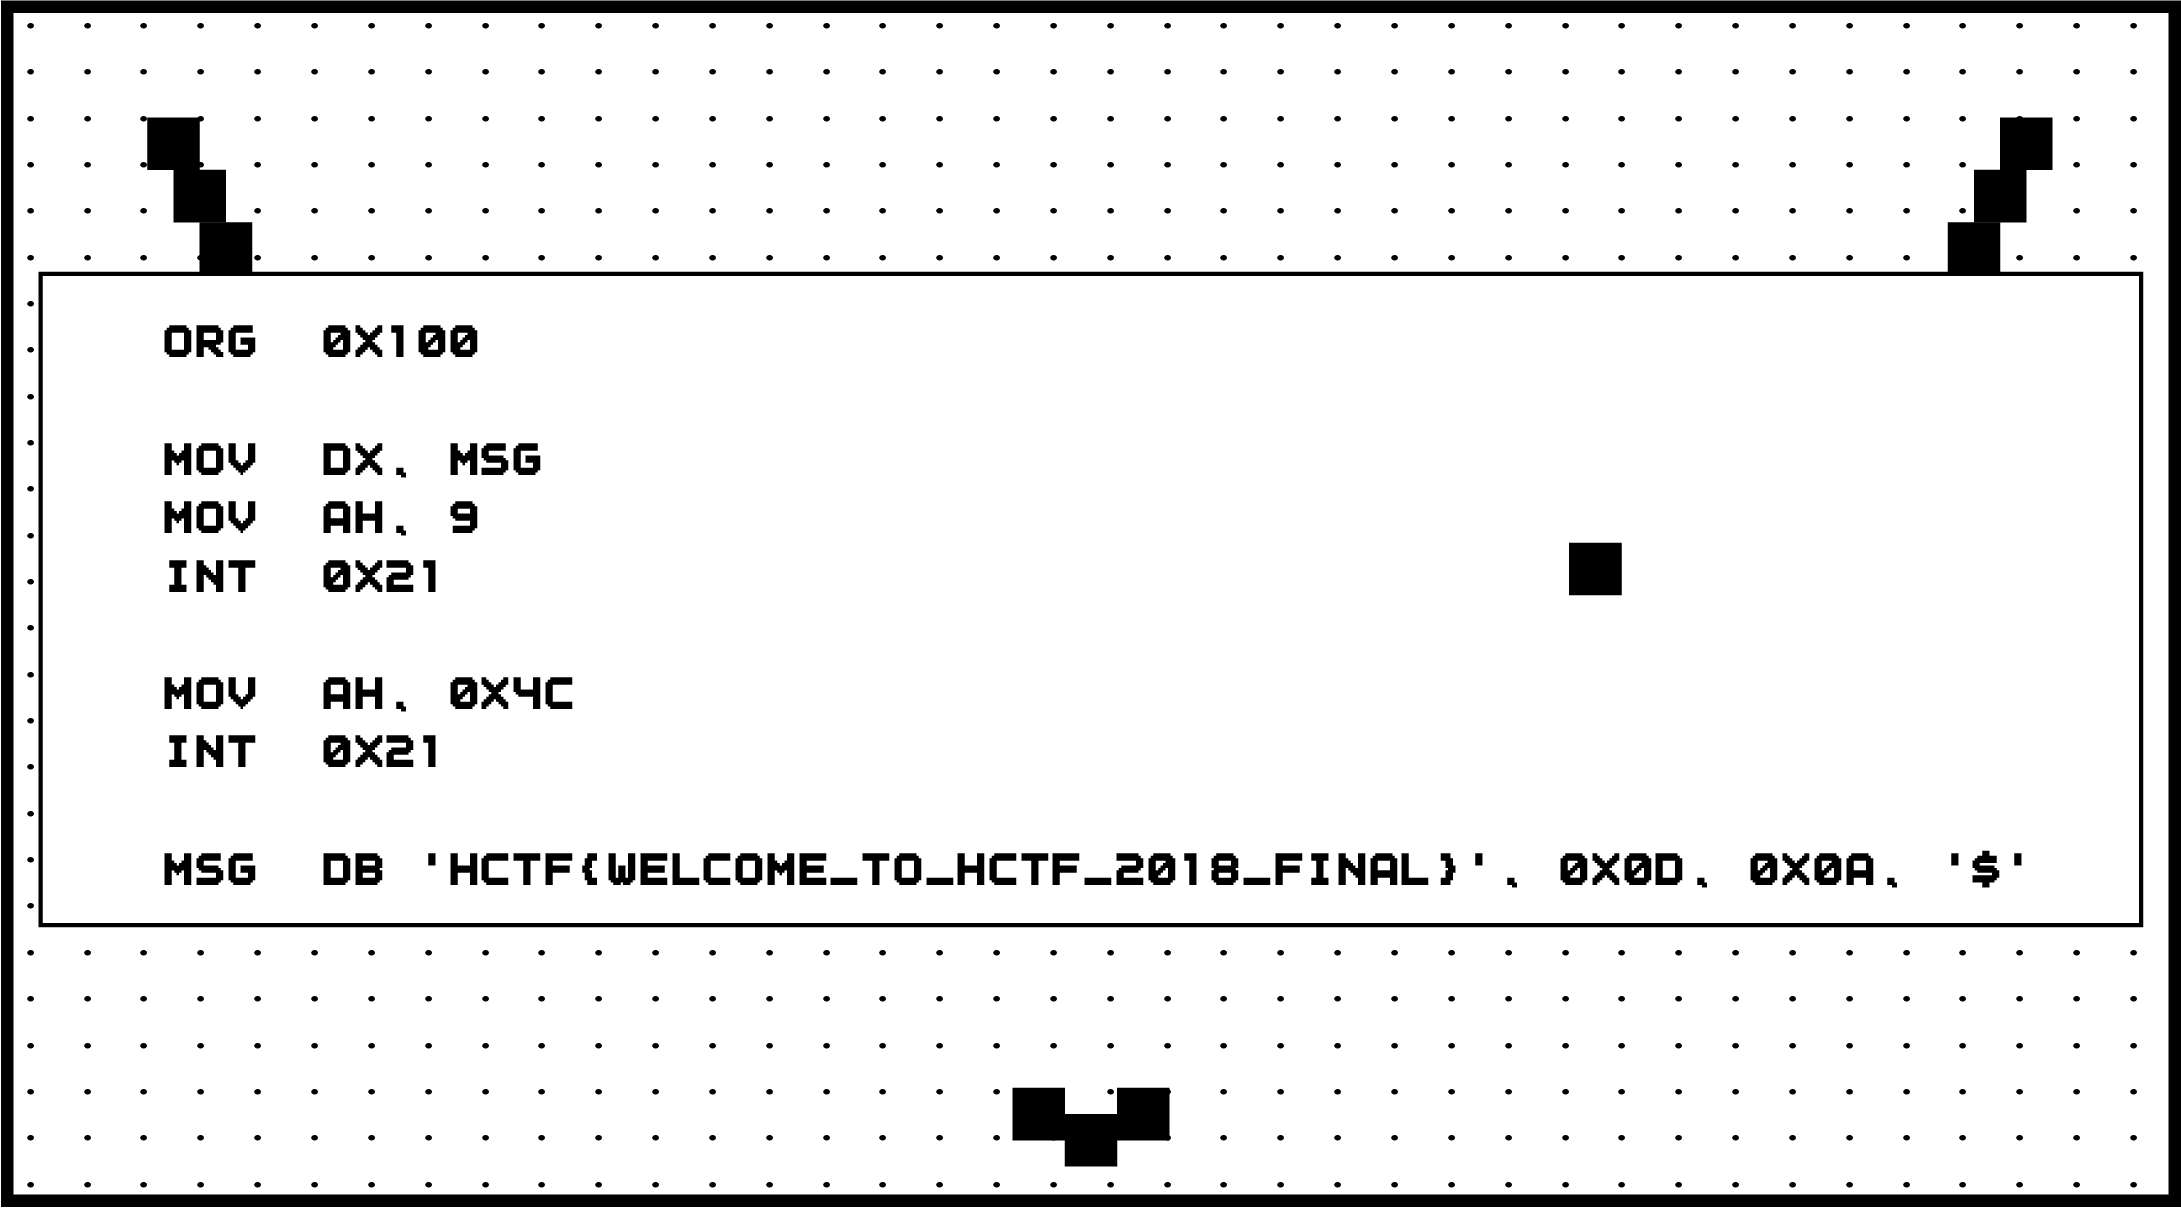 ORG 0X100
MOV DX, MSG
MOV AH, 9
INT 0X21
MOV AH, 0X4C
INT 0X21
MSG DB 'HCTF{WELCOME_TO_HCTF_2018_FINAL}', 0X0D, 0X0A, '$'